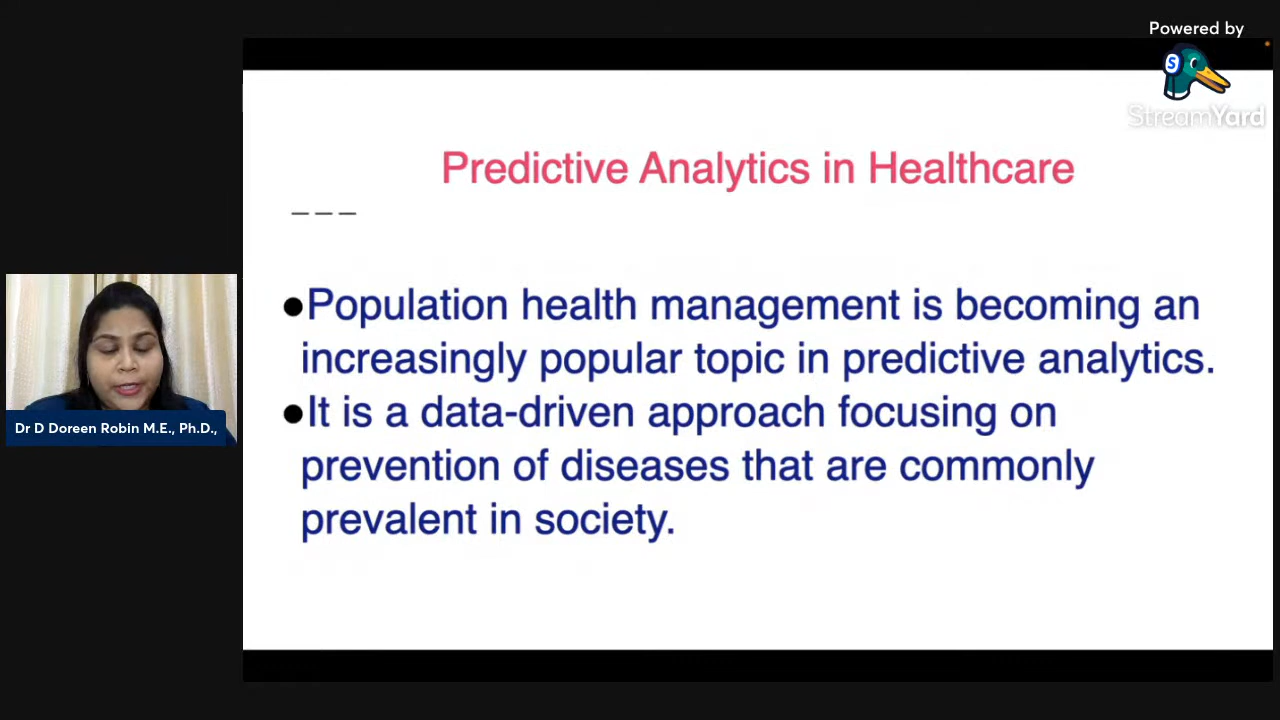 Powered by
S
StreamYard
Predictive Analytics in Healthcare
●Population health management is becoming an
increasingly popular topic in predictive analytics.
●It is a data-driven approach focusing on
prevention of diseases that are commonly
prevalent in society.
Dr D Doreen Robin M.E., Ph.D.,